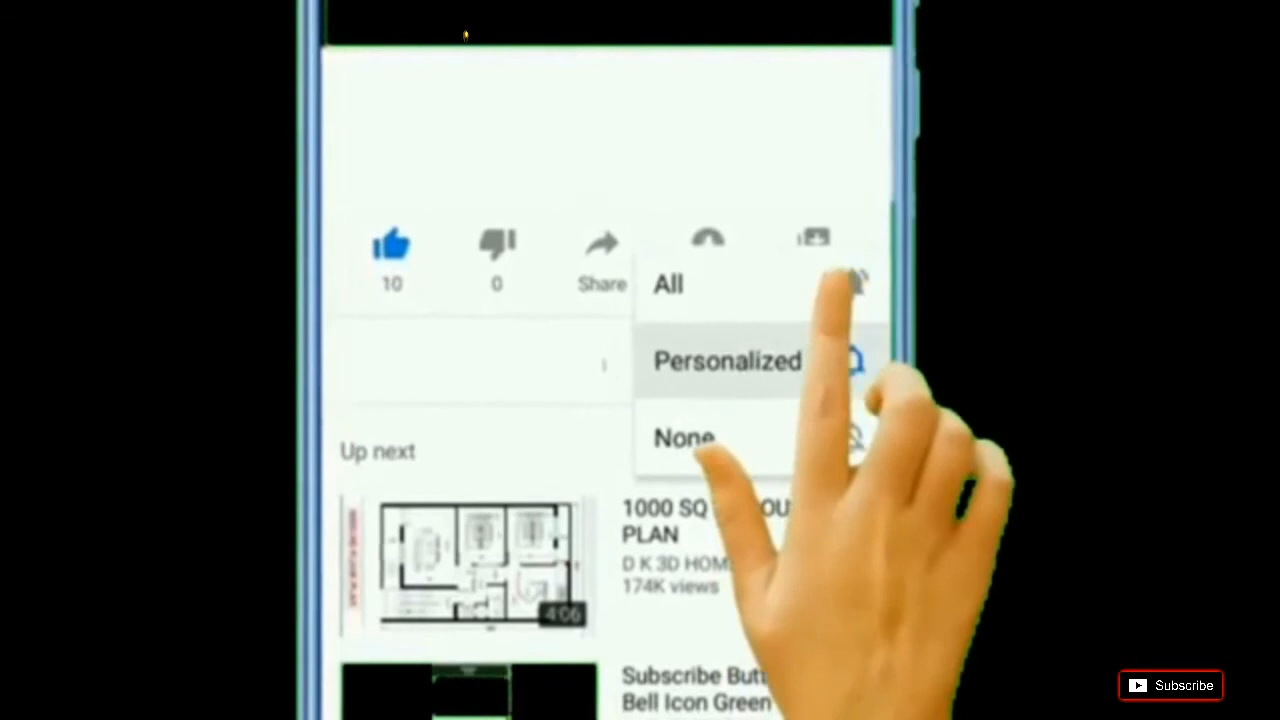 10
0
Share
All
Personalized
None
Up next
1000 SQ
PLAN
D K 3D HOM
174K views
4:06
Subscribe Butt
Bell Icon Green
Subscribe